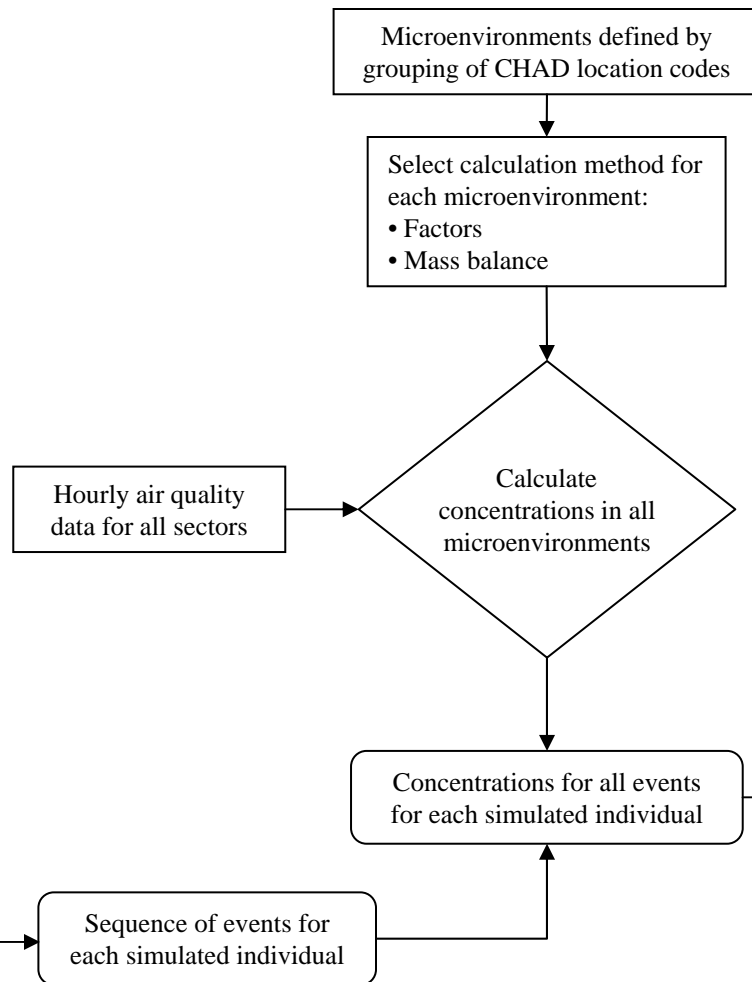 Microenvironments defined by
grouping of CHAD location codes
Select calculation method for
each microenvironment:
• Factors
• Mass balance
Hourly air quality
data for all sectors
Calculate
concentrations in all
microenvironments
Concentrations for all events
for each simulated individual
Sequence of events for
each simulated individual